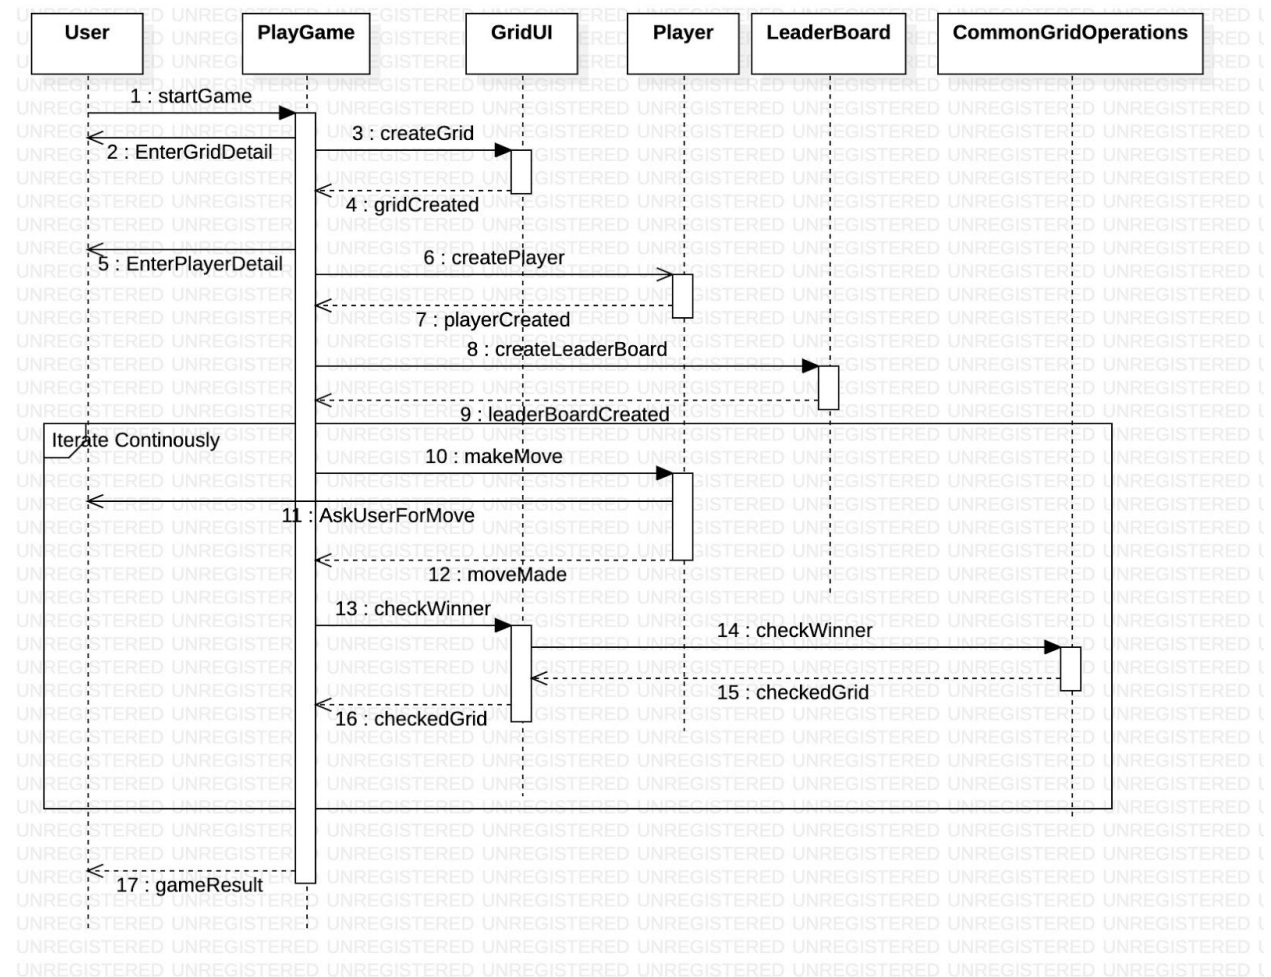 User PlayGame GridUI Player LeaderBoard CommonGridOperations
1 : startGame
2 : EnterGridDetail
3 : createGrid
4 : gridCreated
5 : EnterPlayerDetail
6 : createPlayer
7 : playerCreated
8 : createLeaderBoard
9 : leaderBoardCreated
Iterate Continously
10 : makeMove
11 : AskUserForMove
12 : moveMade
13 : checkWinner
14 : checkWinner
15 : checkedGrid
16 : checkedGrid
17 : gameResult
UNREGISTERED